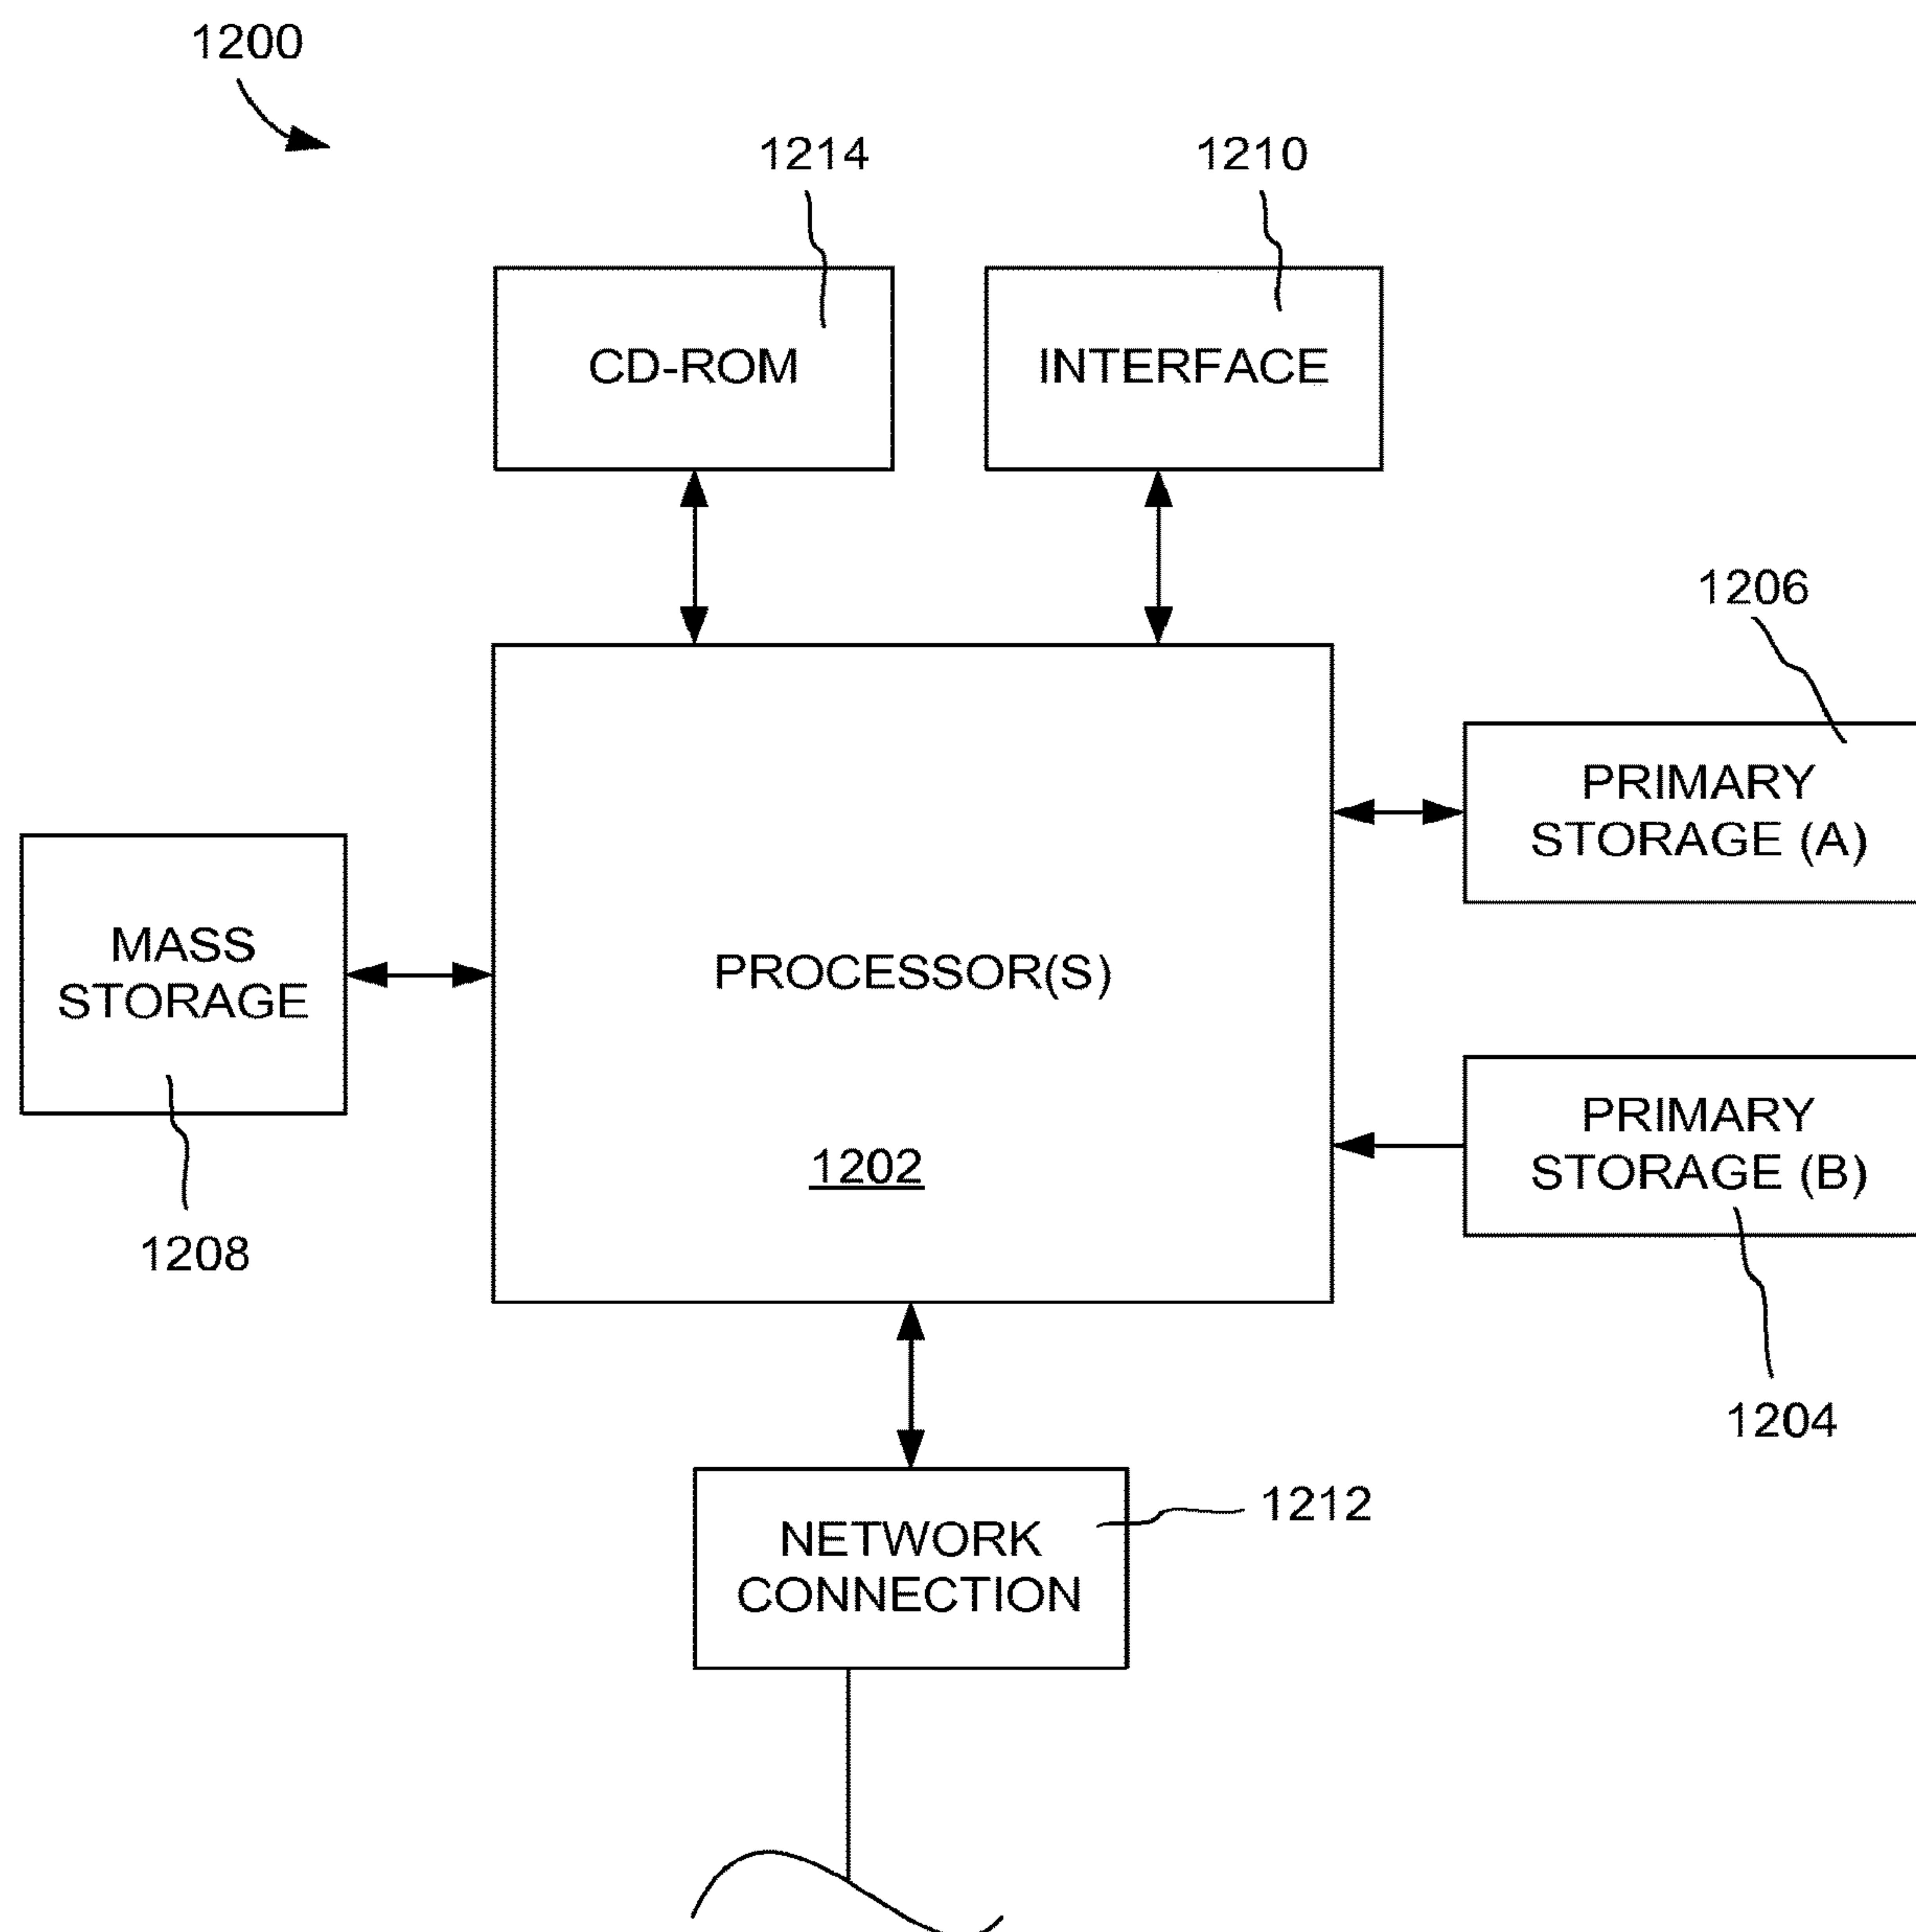 1200
1214
1210
CD-ROM
INTERFACE
1206
PRIMARY
STORAGE (A)
MASS
STORAGE
PROCESSOR(S)
PRIMARY
STORAGE (B)
1202
1208
1204
NETWORK
CONNECTION
1212